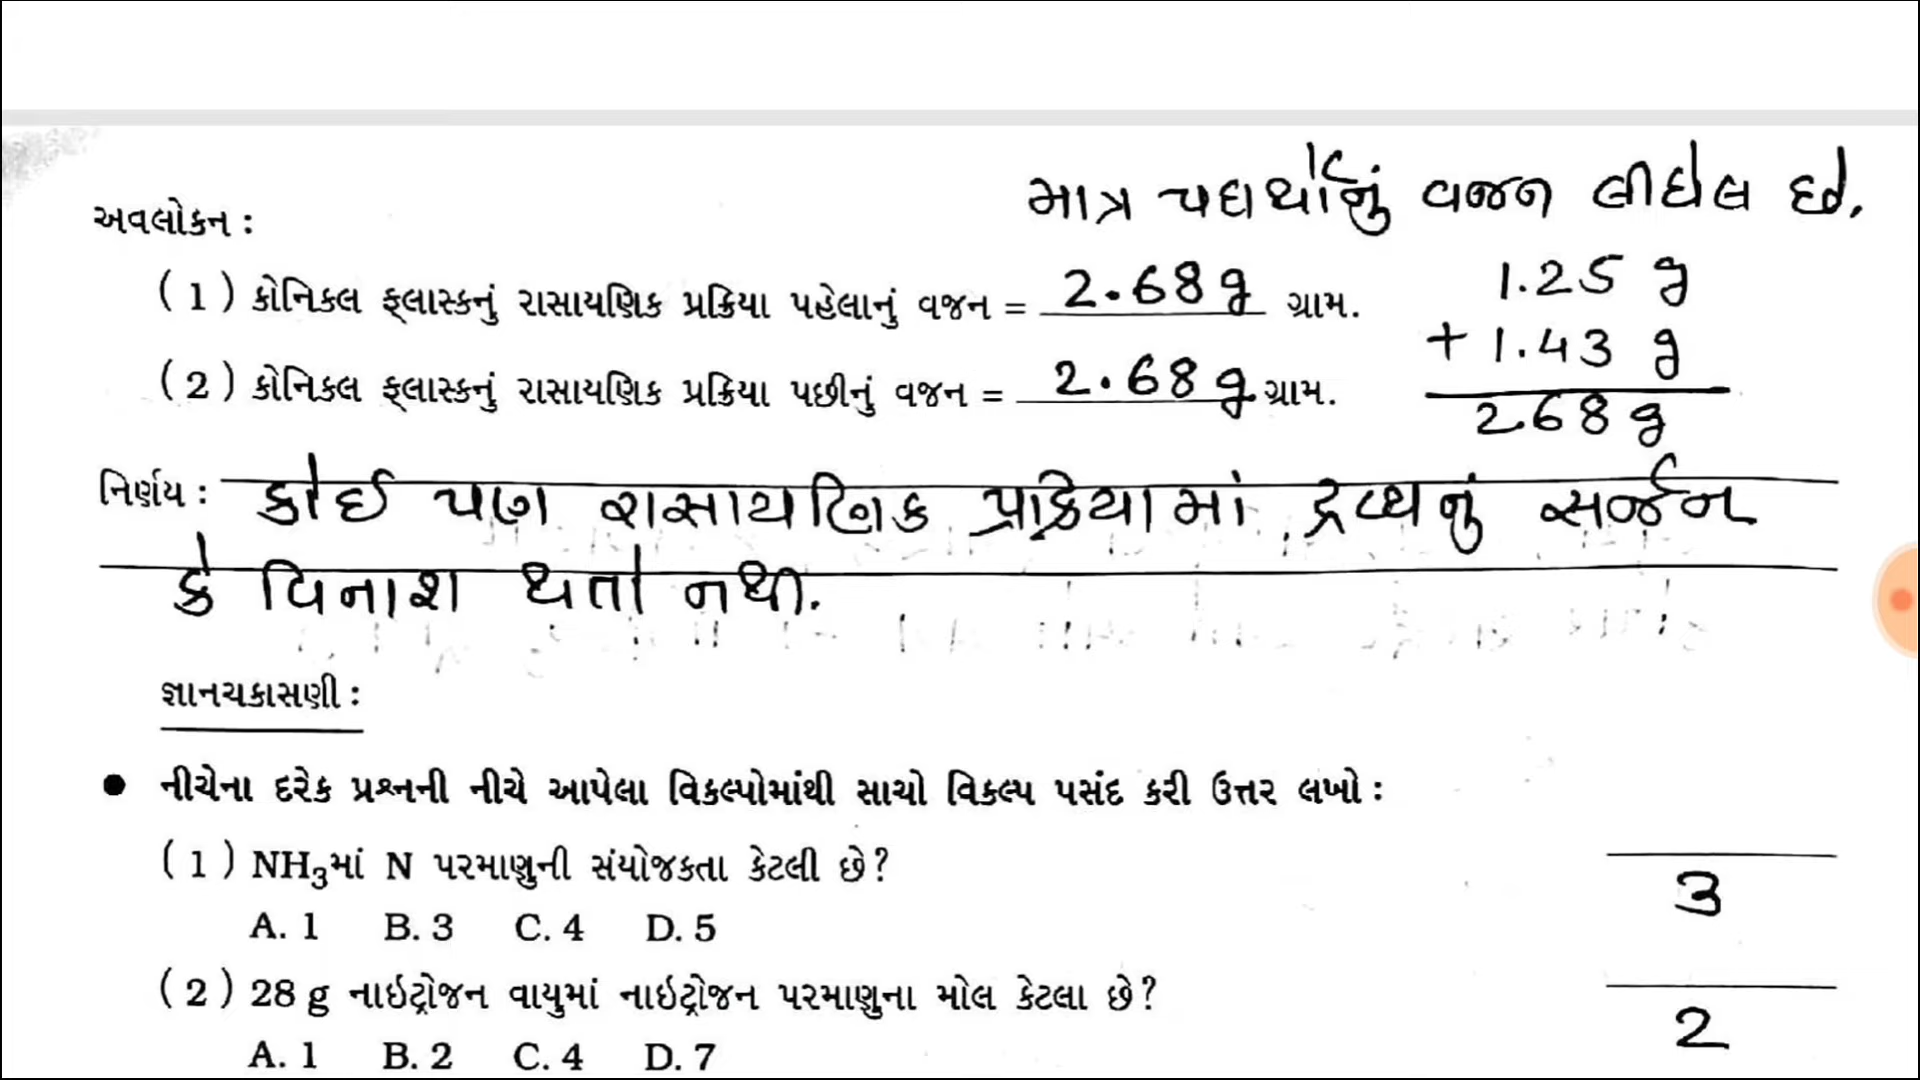 માત્ર પદાર્થોનું વજન લીધેલ છે.
અવલોકન :
( 1 ) કોનિકલ ફ્લાસ્કનું રાસાયણિક પ્રક્રિયા પહેલાનું વજન = 2.68 g ગ્રામ.
1.25 g
+ 1.43 g
( 2 ) કોનિકલ ફ્લાસ્કનું રાસાયણિક પ્રક્રિયા પછીનું વજન = 2.68 g ગ્રામ.
2.68 g
નિર્ણય : કોઈ પણ રાસાયણિક પ્રક્રિયામાં દ્રવ્યનું સર્જન
કે વિનાશ થતો નથી.
જ્ઞાનચકાસણી :
● નીચેના દરેક પ્રશ્નની નીચે આપેલા વિકલ્પોમાંથી સાચો વિકલ્પ પસંદ કરી ઉત્તર લખો :
( 1 ) NH₃માં N પરમાણુની સંયોજકતા કેટલી છે?
3
A. 1 B. 3 C. 4 D. 5
( 2 ) 28 g નાઇટ્રોજન વાયુમાં નાઇટ્રોજન પરમાણુના મોલ કેટલા છે?
2
A. 1 B. 2 C. 4 D. 7